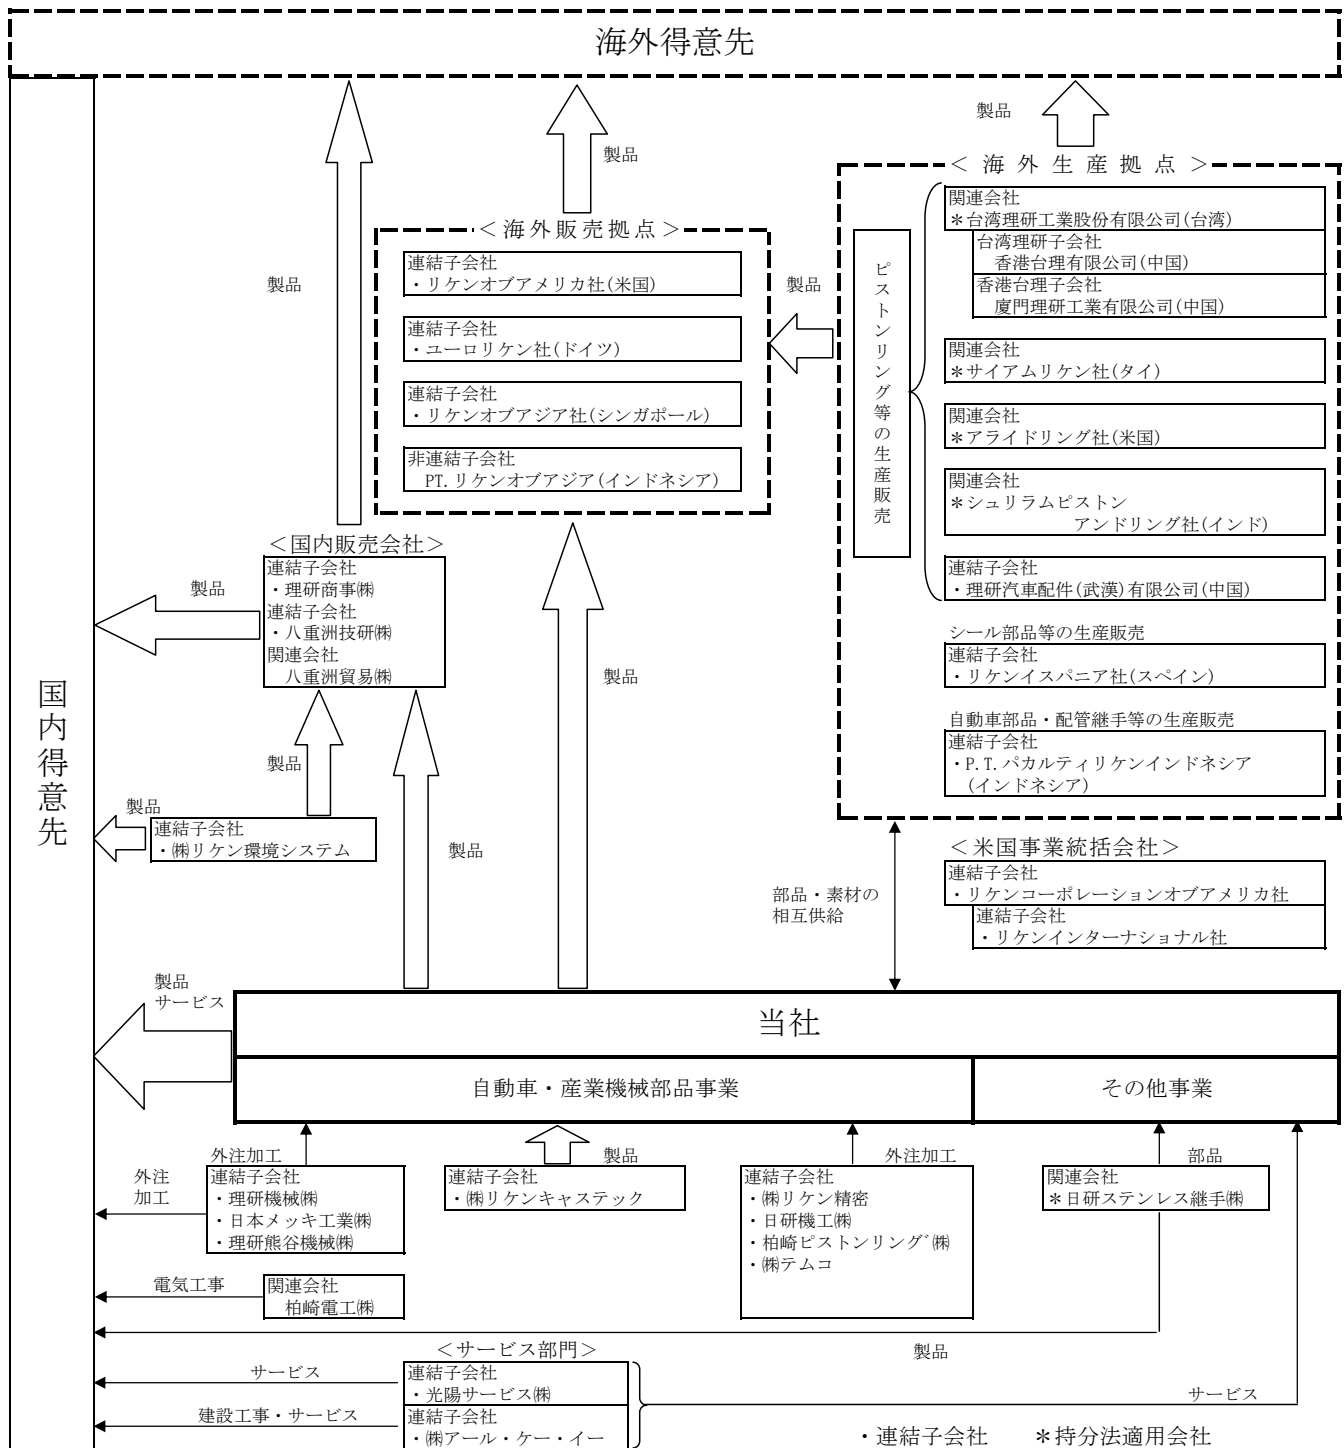 海外得意先
国内得意先
製品
製品
製品
＜海外生産拠点＞
ピストンリング等の生産販売
関連会社
＊台湾理研工業股份有限公司(台湾)
台湾理研子会社
香港台理有限公司(中国)
香港台理子会社
廈門理研工業有限公司(中国)
関連会社
＊サイアムリケン社(タイ)
関連会社
＊アライドリング社(米国)
関連会社
＊シュリラムピストン
アンドリング社(インド)
連結子会社
・理研汽車配件(武漢)有限公司(中国)
シール部品等の生産販売
連結子会社
・リケンイスパニア社(スペイン)
自動車部品・配管継手等の生産販売
連結子会社
・P.T.パカルティリケンインドネシア
(インドネシア)
＜海外販売拠点＞
連結子会社
・リケンオブアメリカ社(米国)
連結子会社
・ユーロリケン社(ドイツ)
連結子会社
・リケンオブアジア社(シンガポール)
非連結子会社
PT.リケンオブアジア(インドネシア)
製品
＜国内販売会社＞
連結子会社
・理研商事㈱
連結子会社
・八重洲技研㈱
関連会社
八重洲貿易㈱
製品
製品
製品
製品
連結子会社
・㈱リケン環境システム
製品
＜米国事業統括会社＞
連結子会社
・リケンコーポレーションオブアメリカ社
連結子会社
・リケンインターナショナル社
部品・素材の
相互供給
製品
サービス
当社
自動車・産業機械部品事業
その他事業
外注加工
製品
外注加工
部品
外注
加工
連結子会社
・理研機械㈱
・日本メッキ工業㈱
・理研熊谷機械㈱
連結子会社
・㈱リケンキャステック
連結子会社
・㈱リケン精密
・日研機工㈱
・柏崎ピストンリング㈱
・㈱テムコ
関連会社
＊日研ステンレス継手㈱
電気工事
関連会社
柏崎電工㈱
製品
＜サービス部門＞
サービス
連結子会社
・光陽サービス㈱
サービス
建設工事・サービス
連結子会社
・㈱アール・ケー・イー
・連結子会社　＊持分法適用会社